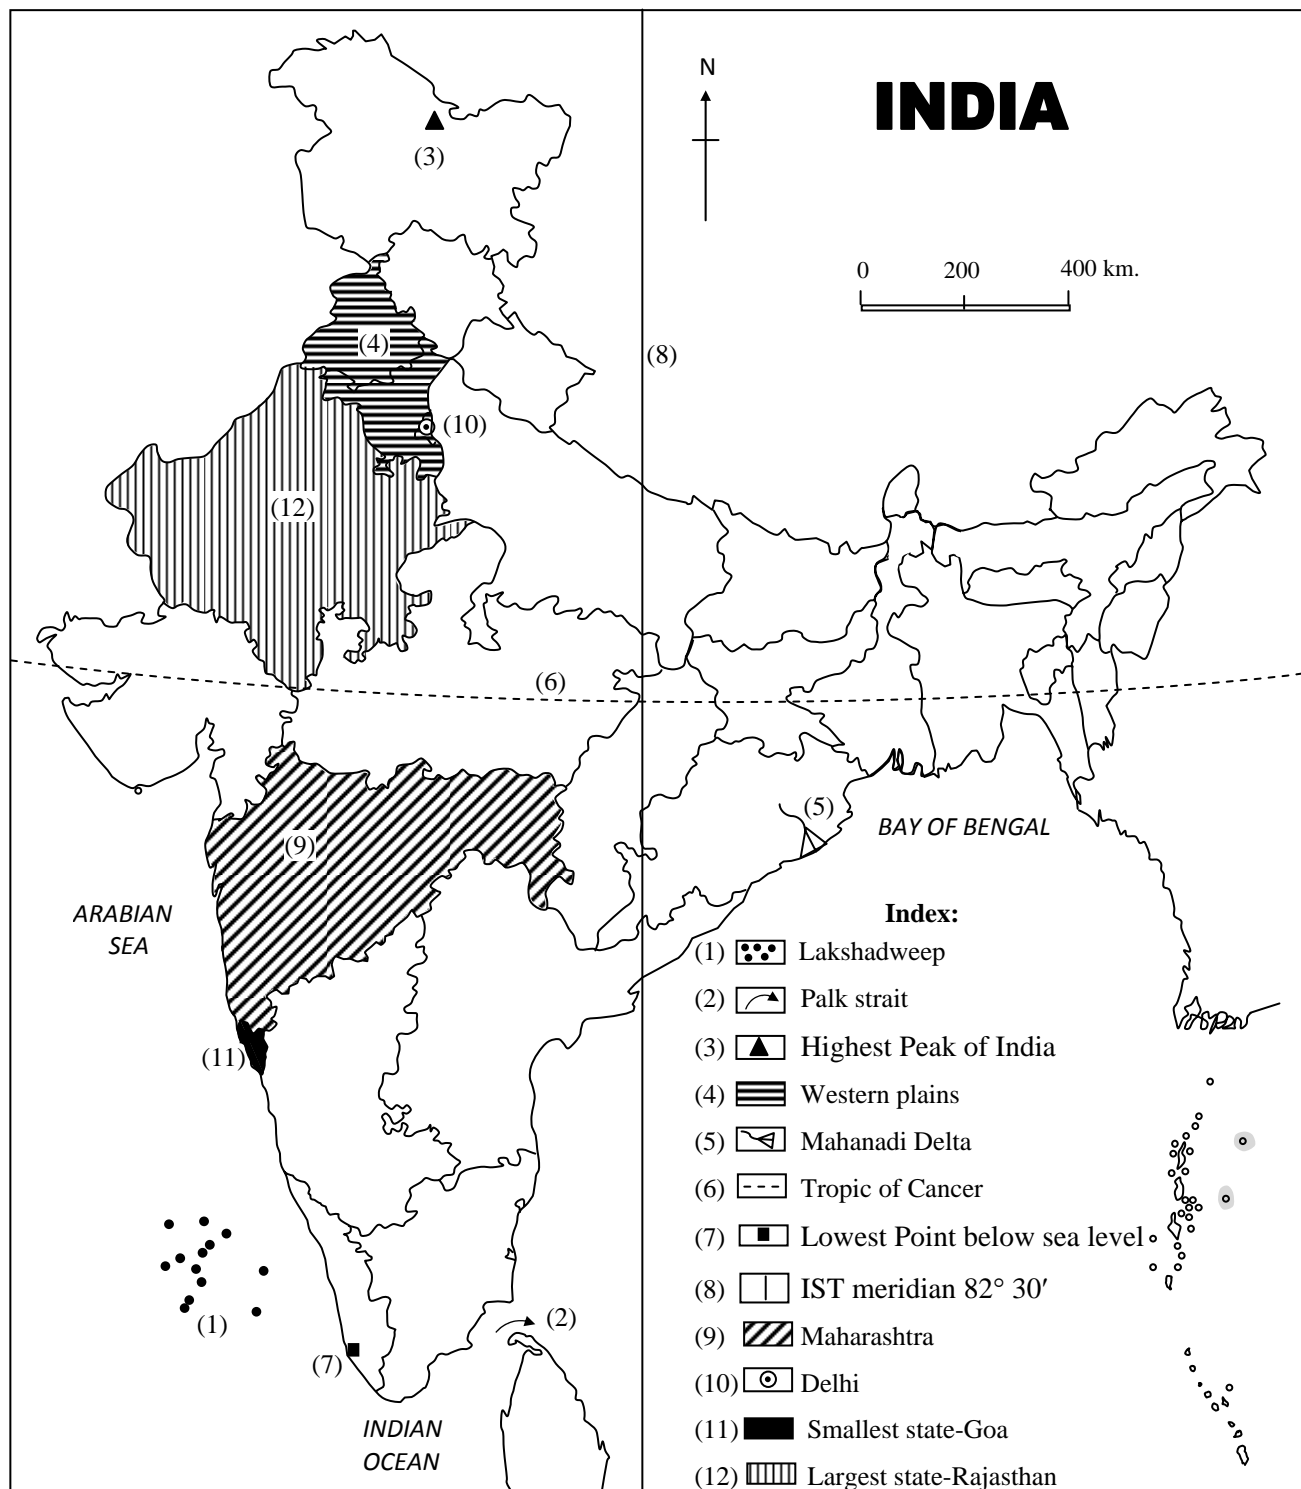 N
INDIA
(3)
0 200 400 km.
(4)
(8)
(10)
(12)
(6)
(5)
BAY OF BENGAL
(9)
ARABIAN
SEA
(11)
(1)
(2)
(7)
INDIAN
OCEAN
Index:
(1) Lakshadweep
(2) Palk strait
(3) Highest Peak of India
(4) Western plains
(5) Mahanadi Delta
(6) Tropic of Cancer
(7) Lowest Point below sea level
(8) IST meridian 82° 30′
(9) Maharashtra
(10) Delhi
(11) Smallest state-Goa
(12) Largest state-Rajasthan